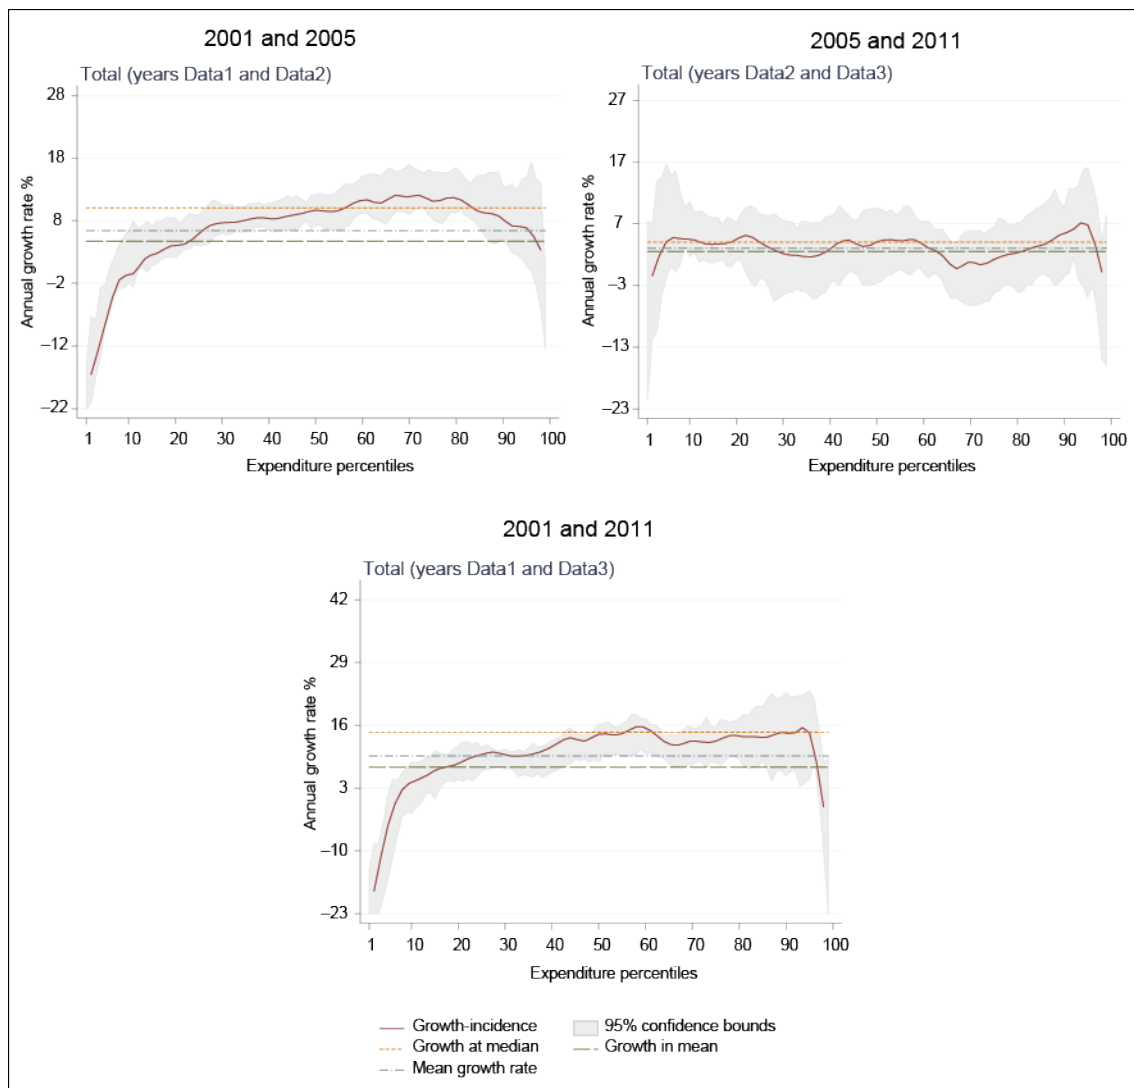 2001 and 2005
Total (years Data1 and Data2)
Annual growth rate %
28
18
8
–2
–12
–22
1 10 20 30 40 50 60 70 80 90 100
Expenditure percentiles
2005 and 2011
Total (years Data2 and Data3)
Annual growth rate %
27
17
7
–3
–13
–23
1 10 20 30 40 50 60 70 80 90 100
Expenditure percentiles
2001 and 2011
Total (years Data1 and Data3)
Annual growth rate %
42
29
16
3
–10
–23
1 10 20 30 40 50 60 70 80 90 100
Expenditure percentiles
Growth-incidence
95% confidence bounds
Growth at median
Growth in mean
Mean growth rate